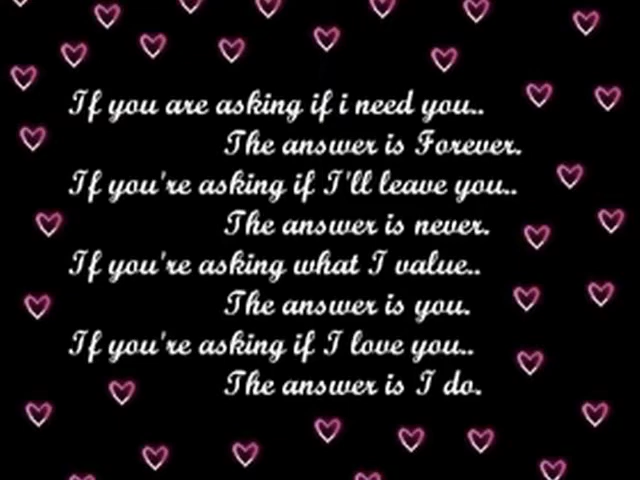 If you are asking if i need you..
The answer is Forever.
If you're asking if I'll leave you..
The answer is never.
If you're asking what I value..
The answer is you.
If you're asking if I love you..
The answer is I do.